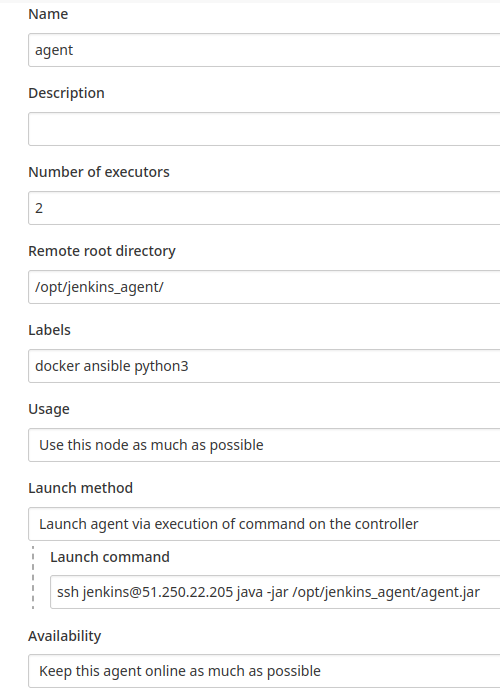 Name
agent
Description
Number of executors
2
Remote root directory
/opt/jenkins_agent/
Labels
docker ansible python3
Usage
Use this node as much as possible
Launch method
Launch agent via execution of command on the controller
Launch command
ssh jenkins@51.250.22.205 java -jar /opt/jenkins_agent/agent.jar
Availability
Keep this agent online as much as possible